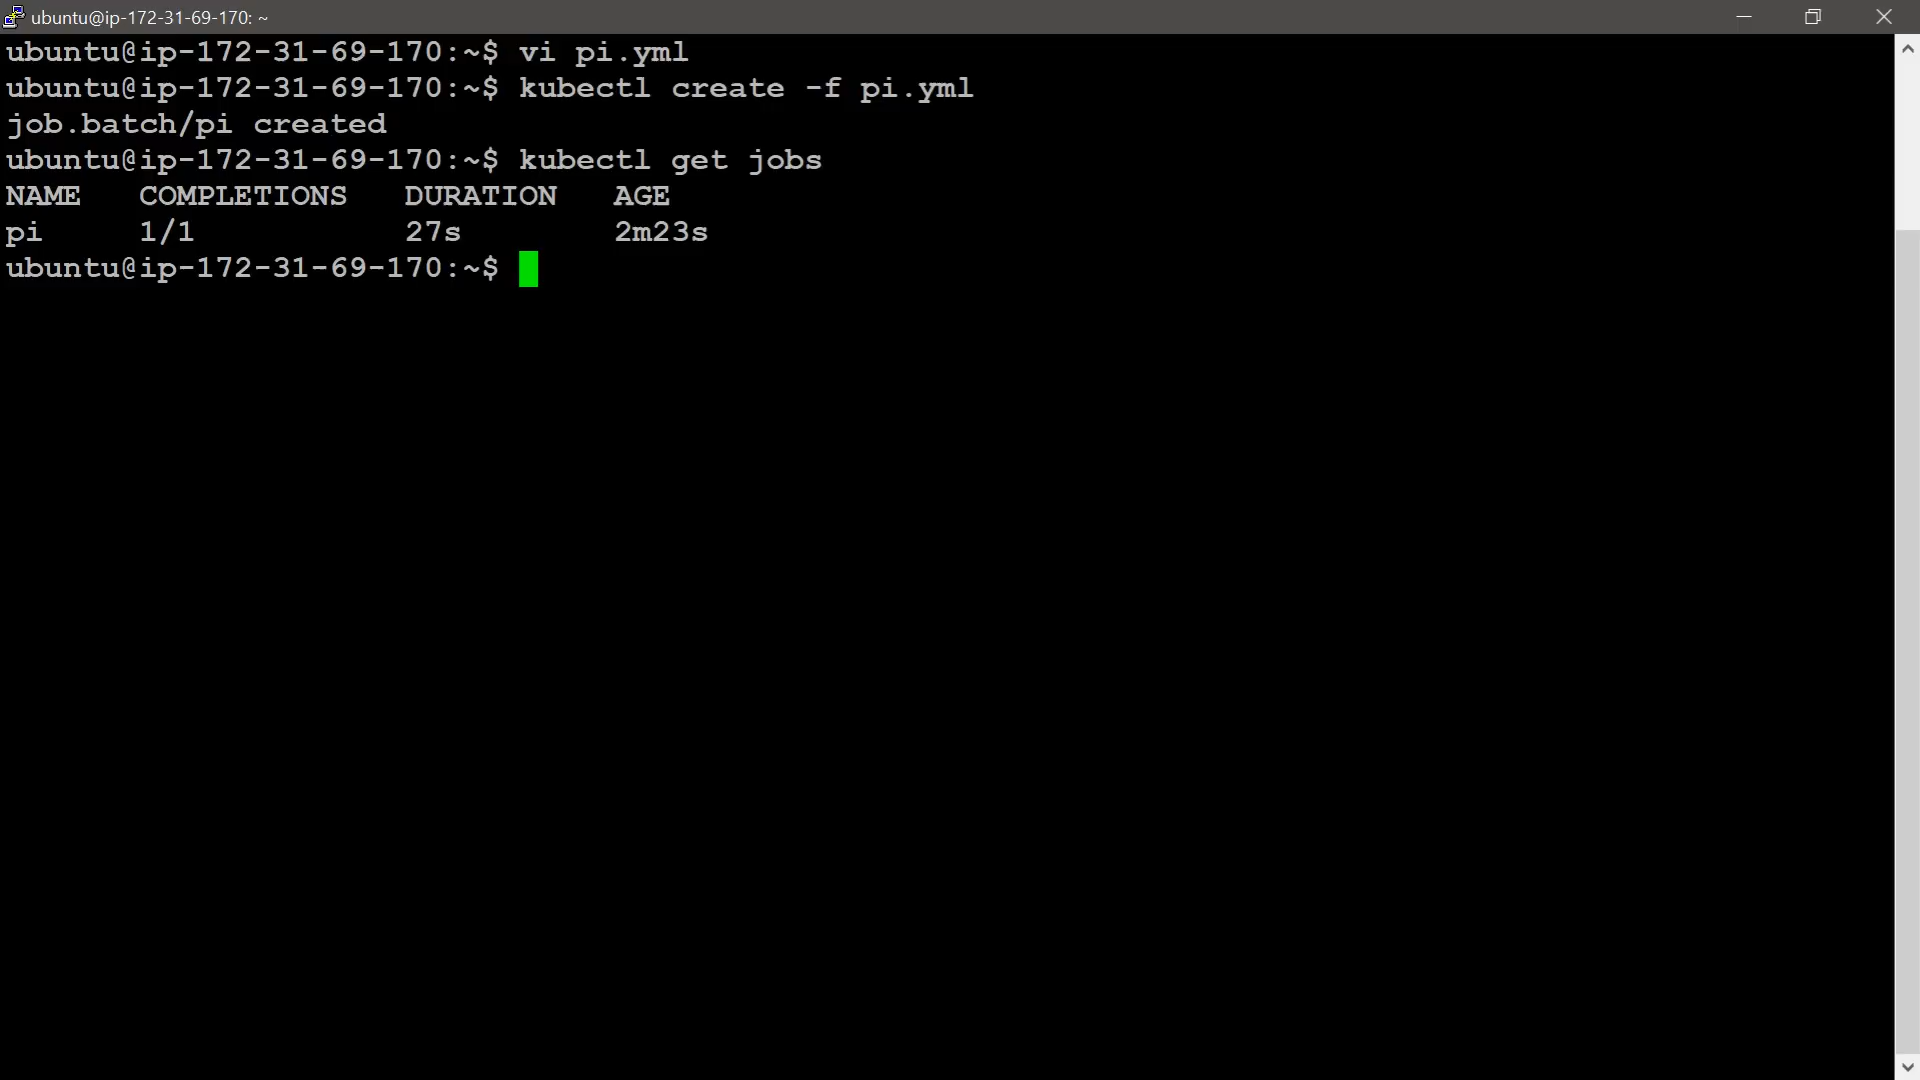 ubuntu@ip-172-31-69-170: ~
ubuntu@ip-172-31-69-170:~$ vi pi.yml
ubuntu@ip-172-31-69-170:~$ kubectl create -f pi.yml
job.batch/pi created
ubuntu@ip-172-31-69-170:~$ kubectl get jobs
NAME   COMPLETIONS   DURATION   AGE
pi     1/1           27s        2m23s
ubuntu@ip-172-31-69-170:~$